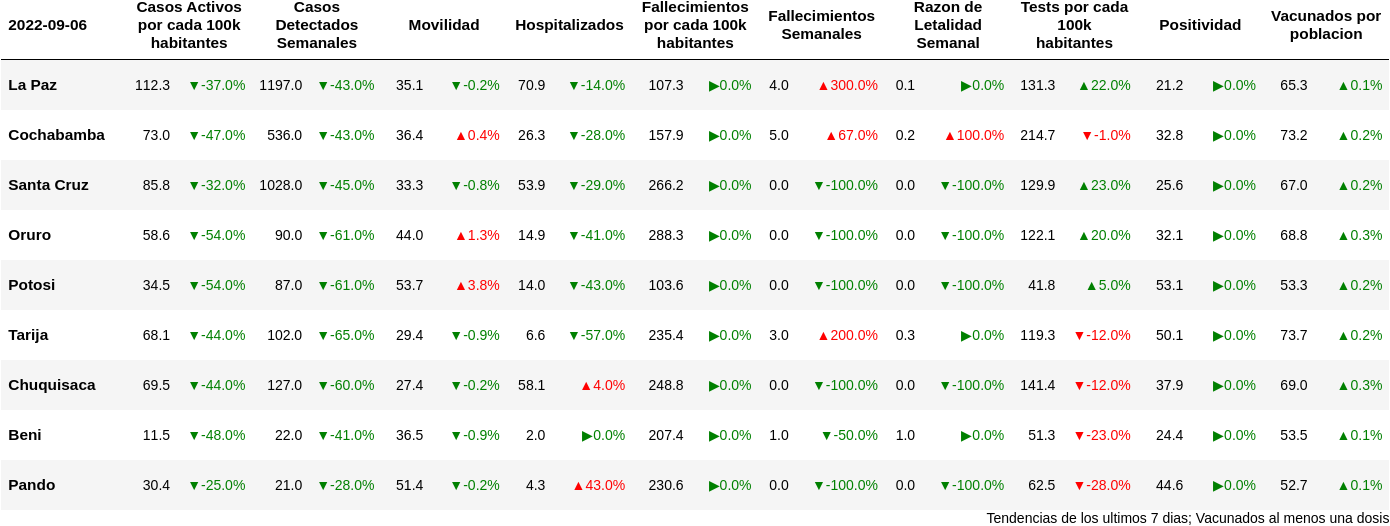 2022-09-06 Casos Activos por cada 100k habitantes Casos Detectados Semanales Movilidad Hospitalizados Fallecimientos por cada 100k habitantes Fallecimientos Semanales Razon de Letalidad Semanal Tests por cada 100k habitantes Positividad Vacunados por poblacion
La Paz 112.3 ▼-37.0% 1197.0 ▼-43.0% 35.1 ▼-0.2% 70.9 ▼-14.0% 107.3 ▶0.0% 4.0 ▲300.0% 0.1 ▶0.0% 131.3 ▲22.0% 21.2 ▶0.0% 65.3 ▲0.1%
Cochabamba 73.0 ▼-47.0% 536.0 ▼-43.0% 36.4 ▲0.4% 26.3 ▼-28.0% 157.9 ▶0.0% 5.0 ▲67.0% 0.2 ▲100.0% 214.7 ▼-1.0% 32.8 ▶0.0% 73.2 ▲0.2%
Santa Cruz 85.8 ▼-32.0% 1028.0 ▼-45.0% 33.3 ▼-0.8% 53.9 ▼-29.0% 266.2 ▶0.0% 0.0 ▼-100.0% 0.0 ▼-100.0% 129.9 ▲23.0% 25.6 ▶0.0% 67.0 ▲0.2%
Oruro 58.6 ▼-54.0% 90.0 ▼-61.0% 44.0 ▲1.3% 14.9 ▼-41.0% 288.3 ▶0.0% 0.0 ▼-100.0% 0.0 ▼-100.0% 122.1 ▲20.0% 32.1 ▶0.0% 68.8 ▲0.3%
Potosi 34.5 ▼-54.0% 87.0 ▼-61.0% 53.7 ▲3.8% 14.0 ▼-43.0% 103.6 ▶0.0% 0.0 ▼-100.0% 0.0 ▼-100.0% 41.8 ▲5.0% 53.1 ▶0.0% 53.3 ▲0.2%
Tarija 68.1 ▼-44.0% 102.0 ▼-65.0% 29.4 ▼-0.9% 6.6 ▼-57.0% 235.4 ▶0.0% 3.0 ▲200.0% 0.3 ▶0.0% 119.3 ▼-12.0% 50.1 ▶0.0% 73.7 ▲0.2%
Chuquisaca 69.5 ▼-44.0% 127.0 ▼-60.0% 27.4 ▼-0.2% 58.1 ▲4.0% 248.8 ▶0.0% 0.0 ▼-100.0% 0.0 ▼-100.0% 141.4 ▼-12.0% 37.9 ▶0.0% 69.0 ▲0.3%
Beni 11.5 ▼-48.0% 22.0 ▼-41.0% 36.5 ▼-0.9% 2.0 ▶0.0% 207.4 ▶0.0% 1.0 ▼-50.0% 1.0 ▶0.0% 51.3 ▼-23.0% 24.4 ▶0.0% 53.5 ▲0.1%
Pando 30.4 ▼-25.0% 21.0 ▼-28.0% 51.4 ▼-0.2% 4.3 ▲43.0% 230.6 ▶0.0% 0.0 ▼-100.0% 0.0 ▼-100.0% 62.5 ▼-28.0% 44.6 ▶0.0% 52.7 ▲0.1%
Tendencias de los ultimos 7 dias; Vacunados al menos una dosis